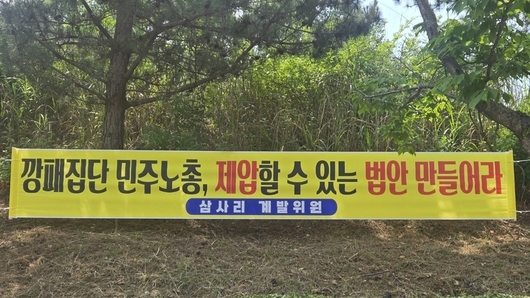 깡패집단 민주노총, 제압할 수 있는 법안 만들어라
삼사리 계발위원